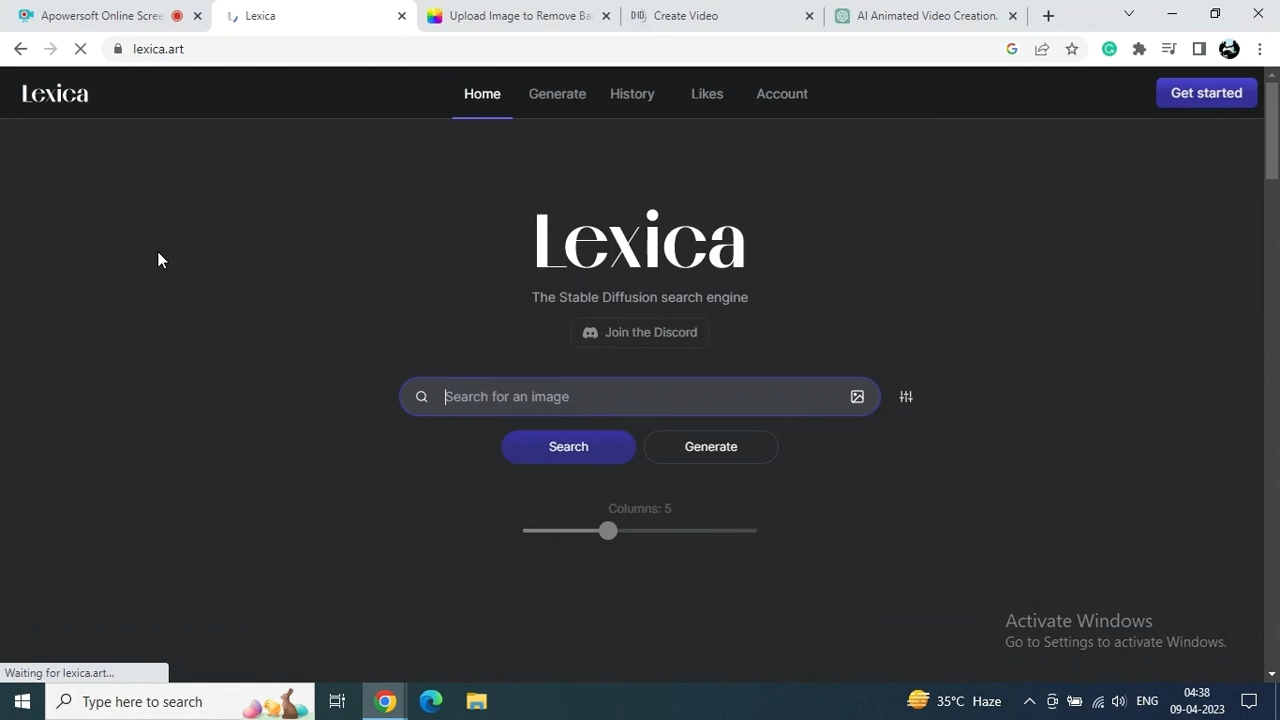 Apowersoft Online Scree
Lexica
Upload Image to Remove Ba
Create Video
AI Animated Video Creation.
lexica.art
Lexica
Home
Generate
History
Likes
Account
Get started
Lexica
The Stable Diffusion search engine
Join the Discord
Search for an image
Search
Generate
Columns: 5
Activate Windows
Go to Settings to activate Windows.
Waiting for lexica.art...
Type here to search
35°C Haze
ENG
04:38
09-04-2023